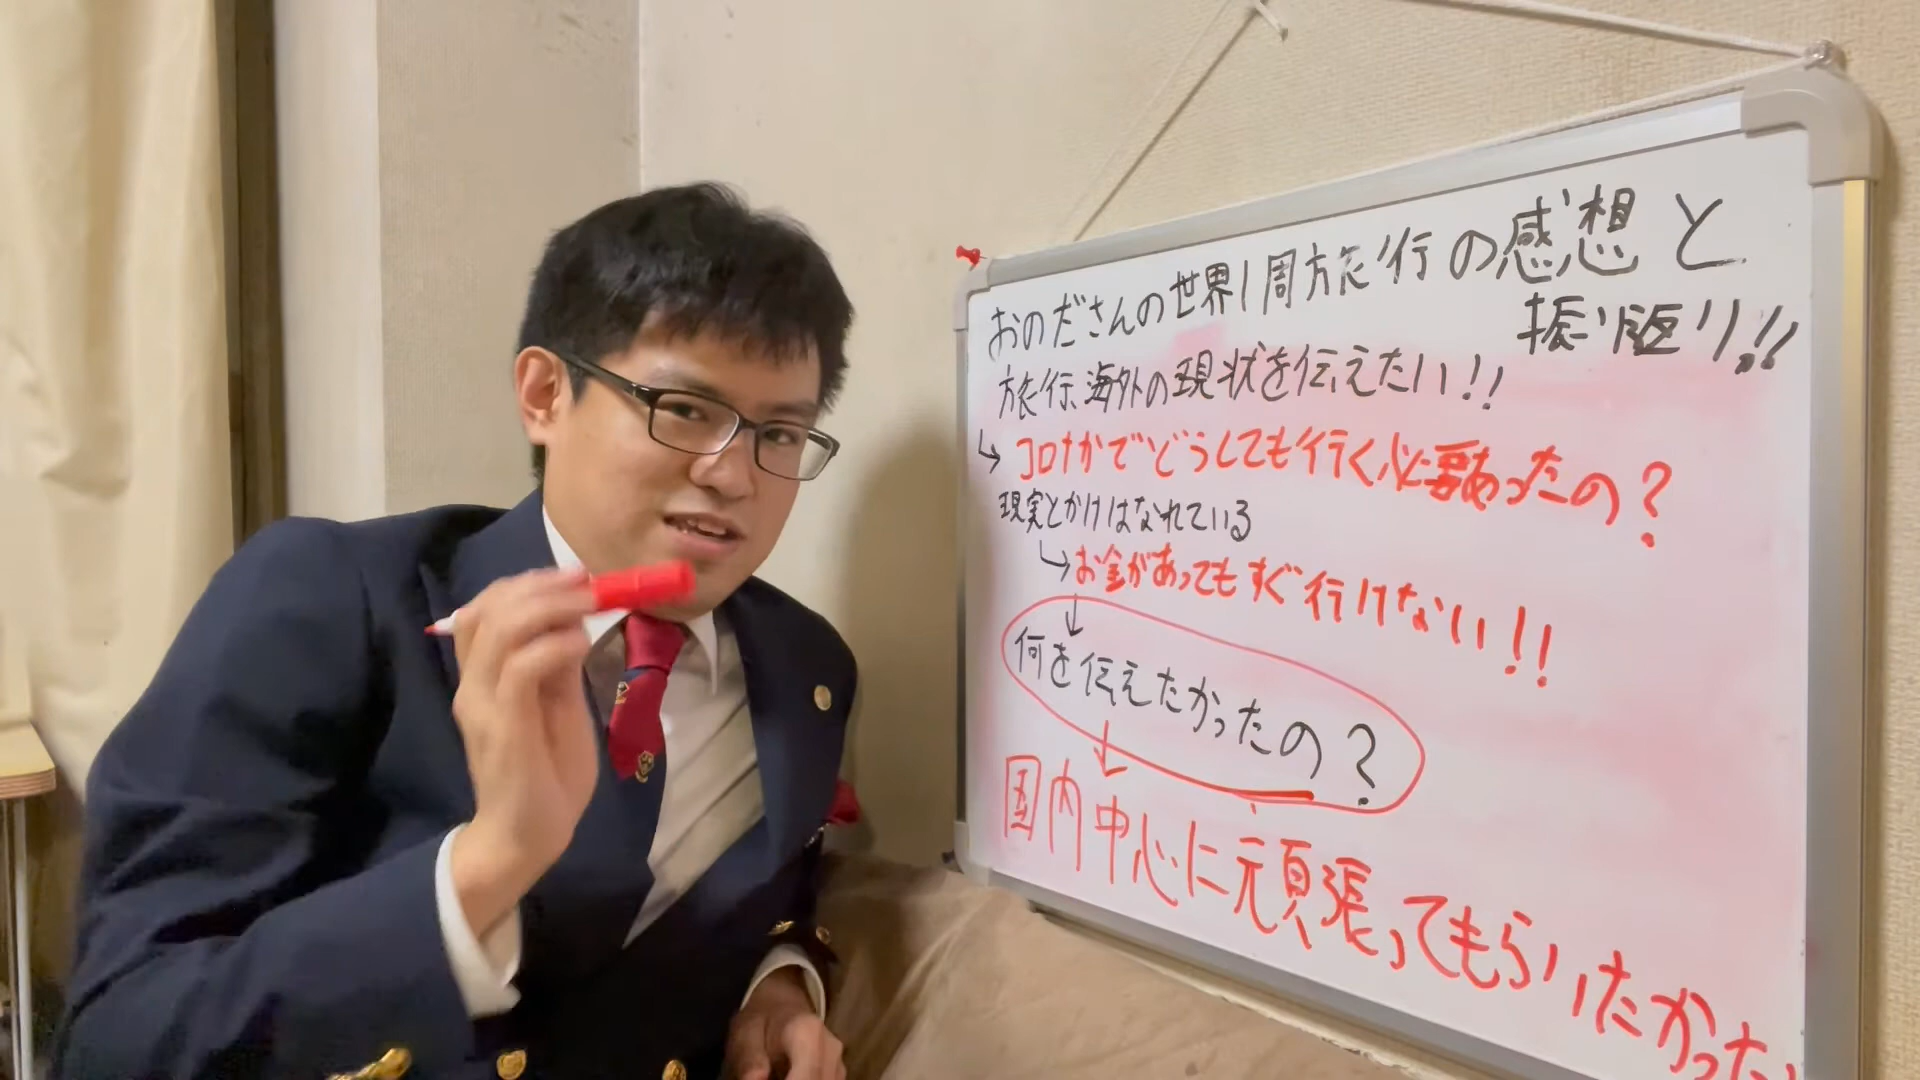 おのださんの世界1周旅行の感想と
振り返り!!
旅行、海外の現状を伝えたい!!
↳コロナかでどうしても行く必要あったの?
現実とかけはなれている
↳お金があってもすぐ行けない!!
↓
何を伝えたかったの?
↓
国内中心に頑張ってもらいたかった